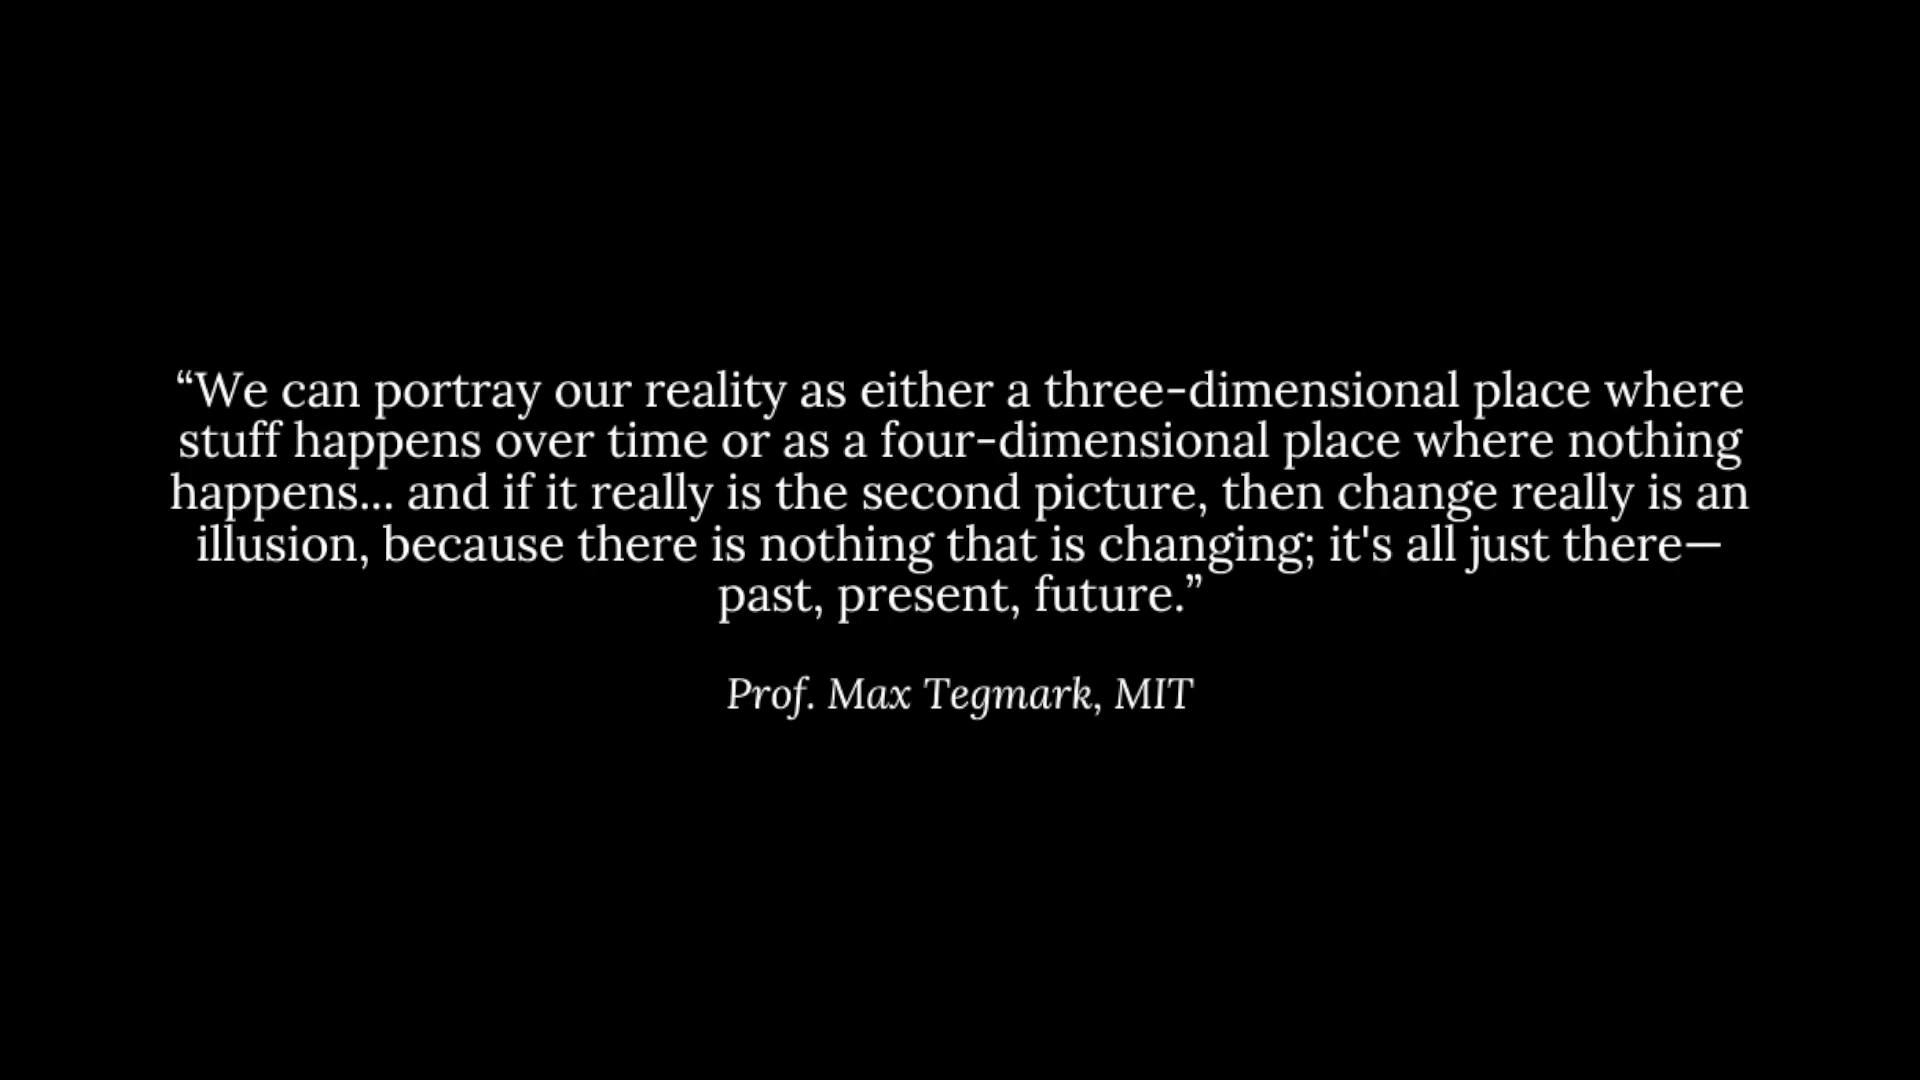 “We can portray our reality as either a three-dimensional place where
stuff happens over time or as a four-dimensional place where nothing
happens... and if it really is the second picture, then change really is an
illusion, because there is nothing that is changing; it's all just there—
past, present, future.”
Prof. Max Tegmark, MIT